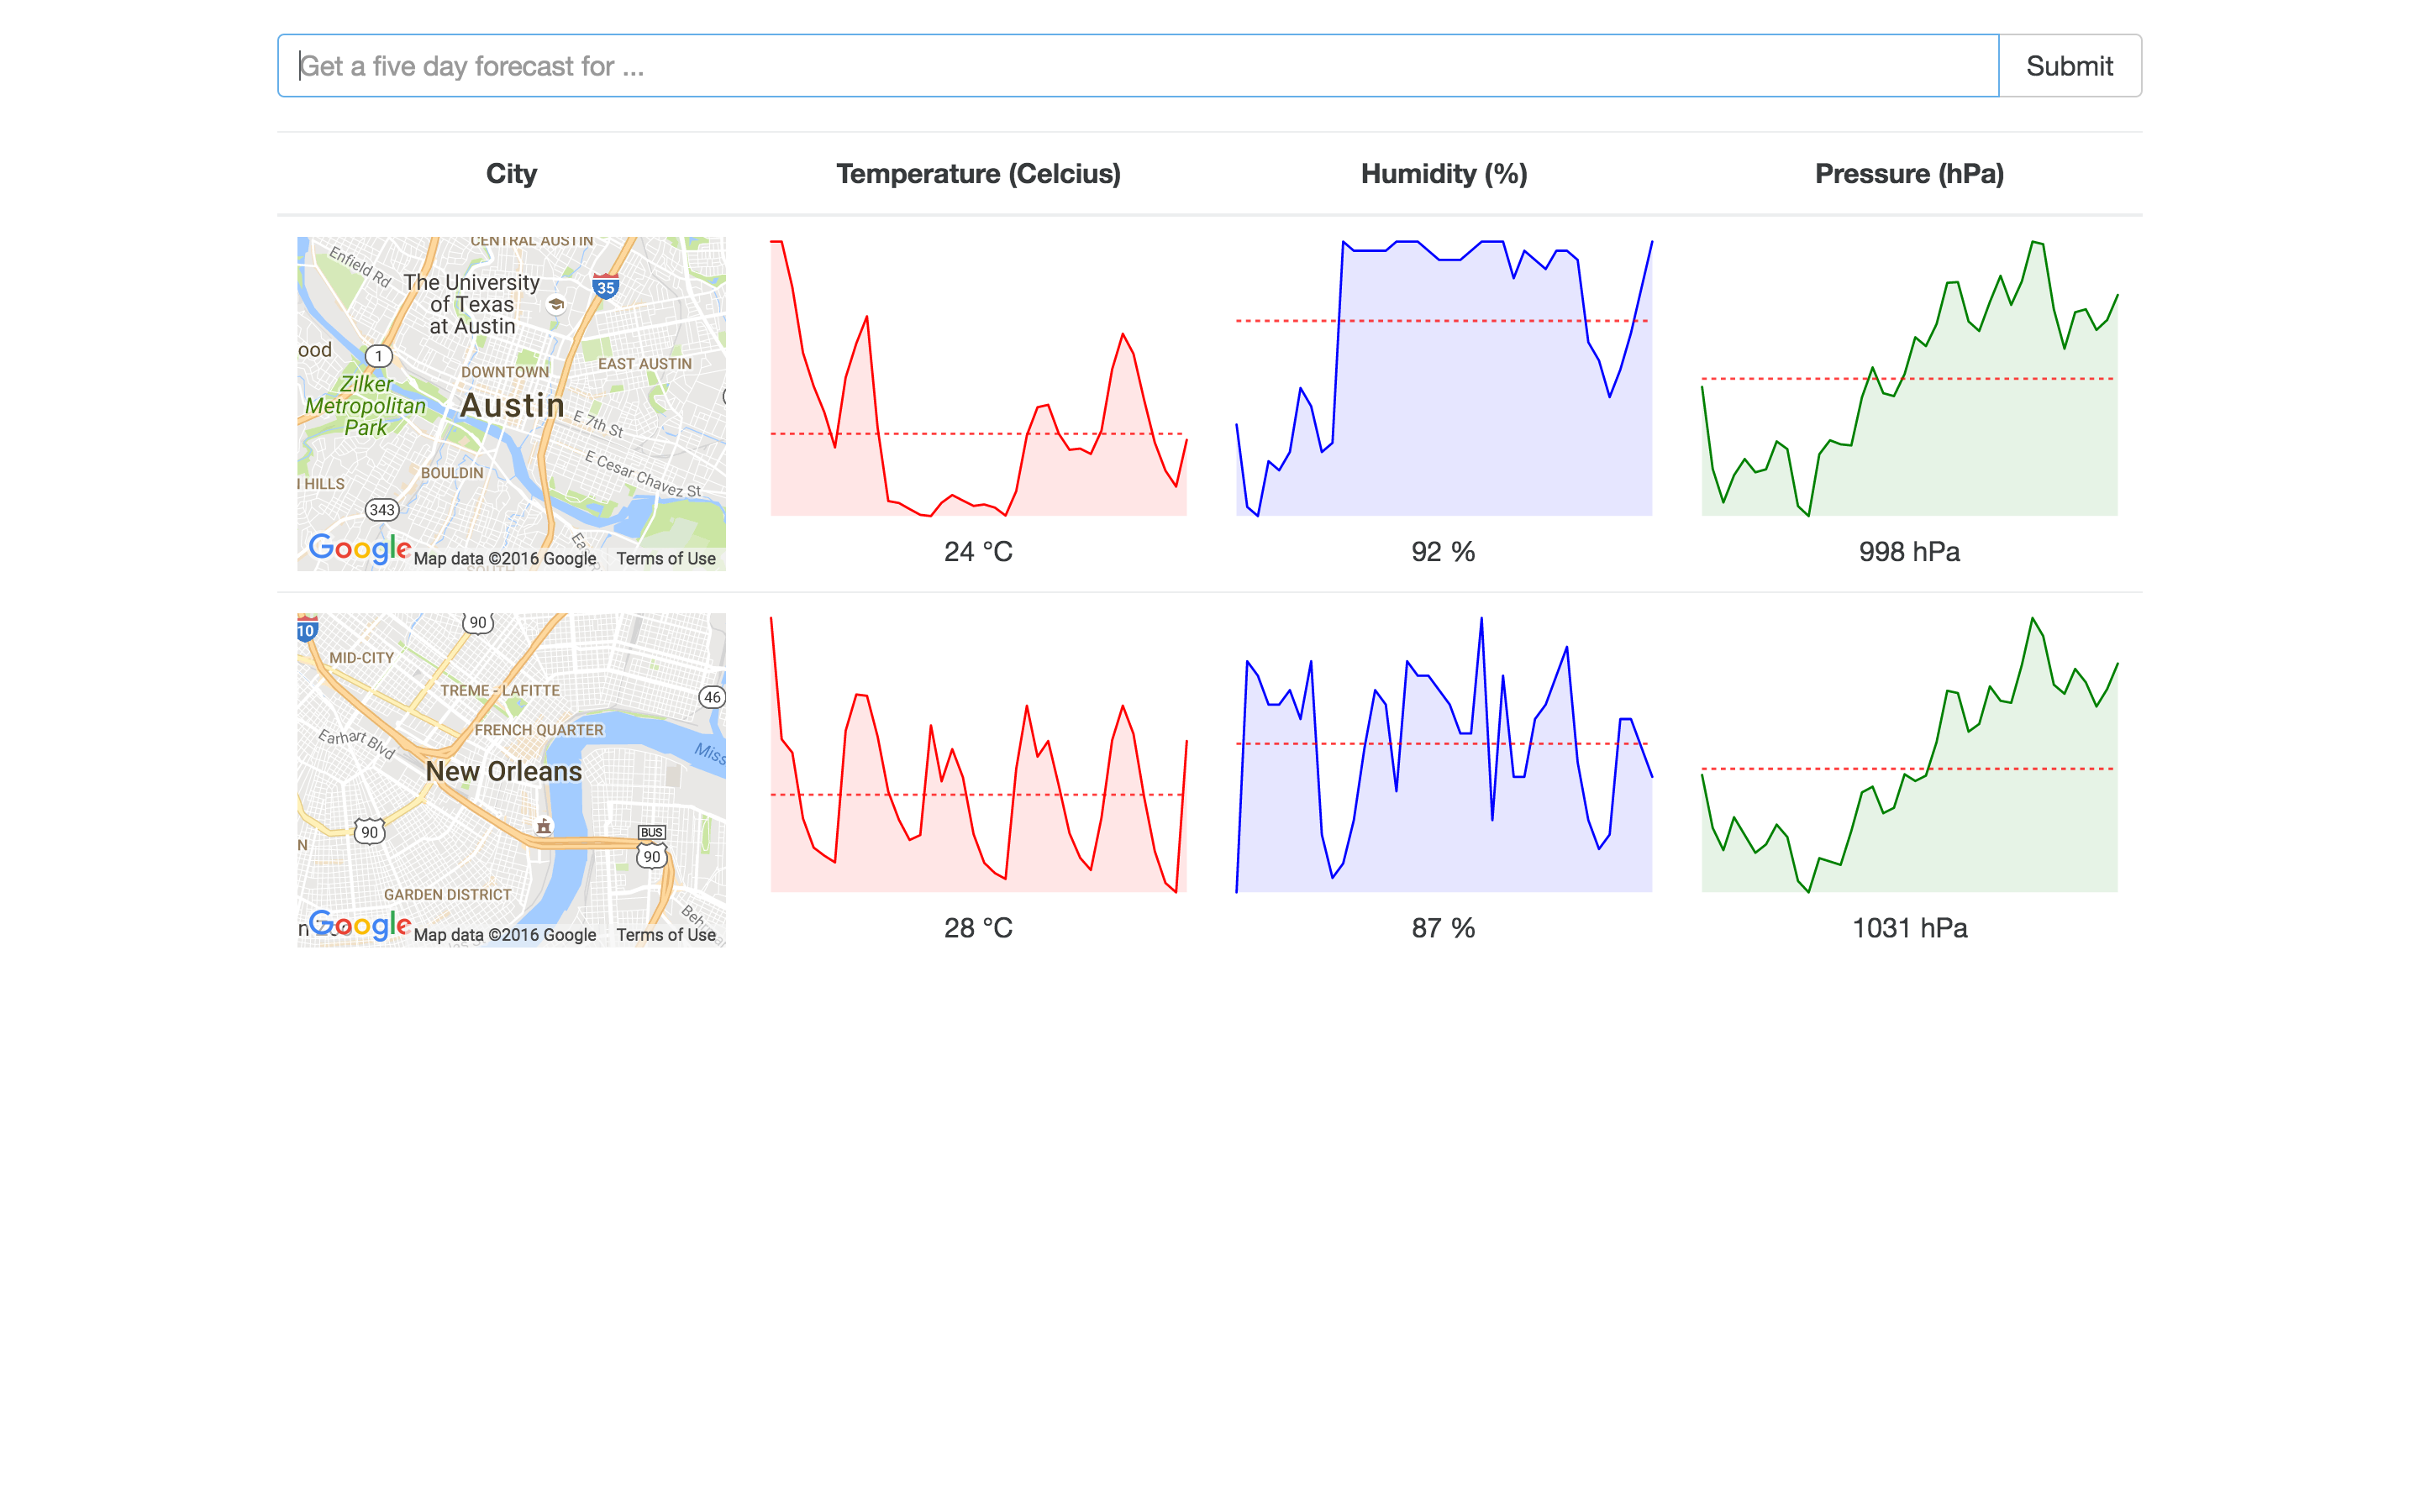 Get a five day forecast for ...
Submit
City
Temperature (Celcius)
Humidity (%)
Pressure (hPa)
CENTRAL AUSTIN
Enfield Rd
The University
of Texas
at Austin
35
ood
1
EAST AUSTIN
DOWNTOWN
Zilker
Metropolitan
Park
Austin
E 7th St
E Cesar Chavez St
BOULDIN
HILLS
343
Ea
SOUTH
Google
Map data ©2016 Google
Terms of Use
24 °C
92 %
998 hPa
10
90
MID-CITY
TREME - LAFITTE
46
FRENCH QUARTER
Earhart Blvd
Miss
New Orleans
90
BUS
90
N
GARDEN DISTRICT
Beh
Google
Map data ©2016 Google
Terms of Use
28 °C
87 %
1031 hPa